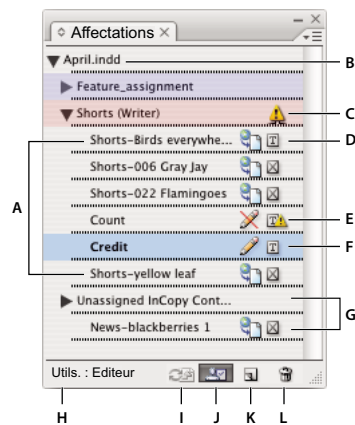 Affectations
April.indd
B
Feature_assignment
Shorts (Writer)
C
Shorts-Birds everywhe...
D
Shorts-006 Gray Jay
Shorts-022 Flamingoes
A
Count
E
Credit
F
Shorts-yellow leaf
Unassigned InCopy Cont...
G
News-blackberries 1
Utils. : Editeur
H I J K L